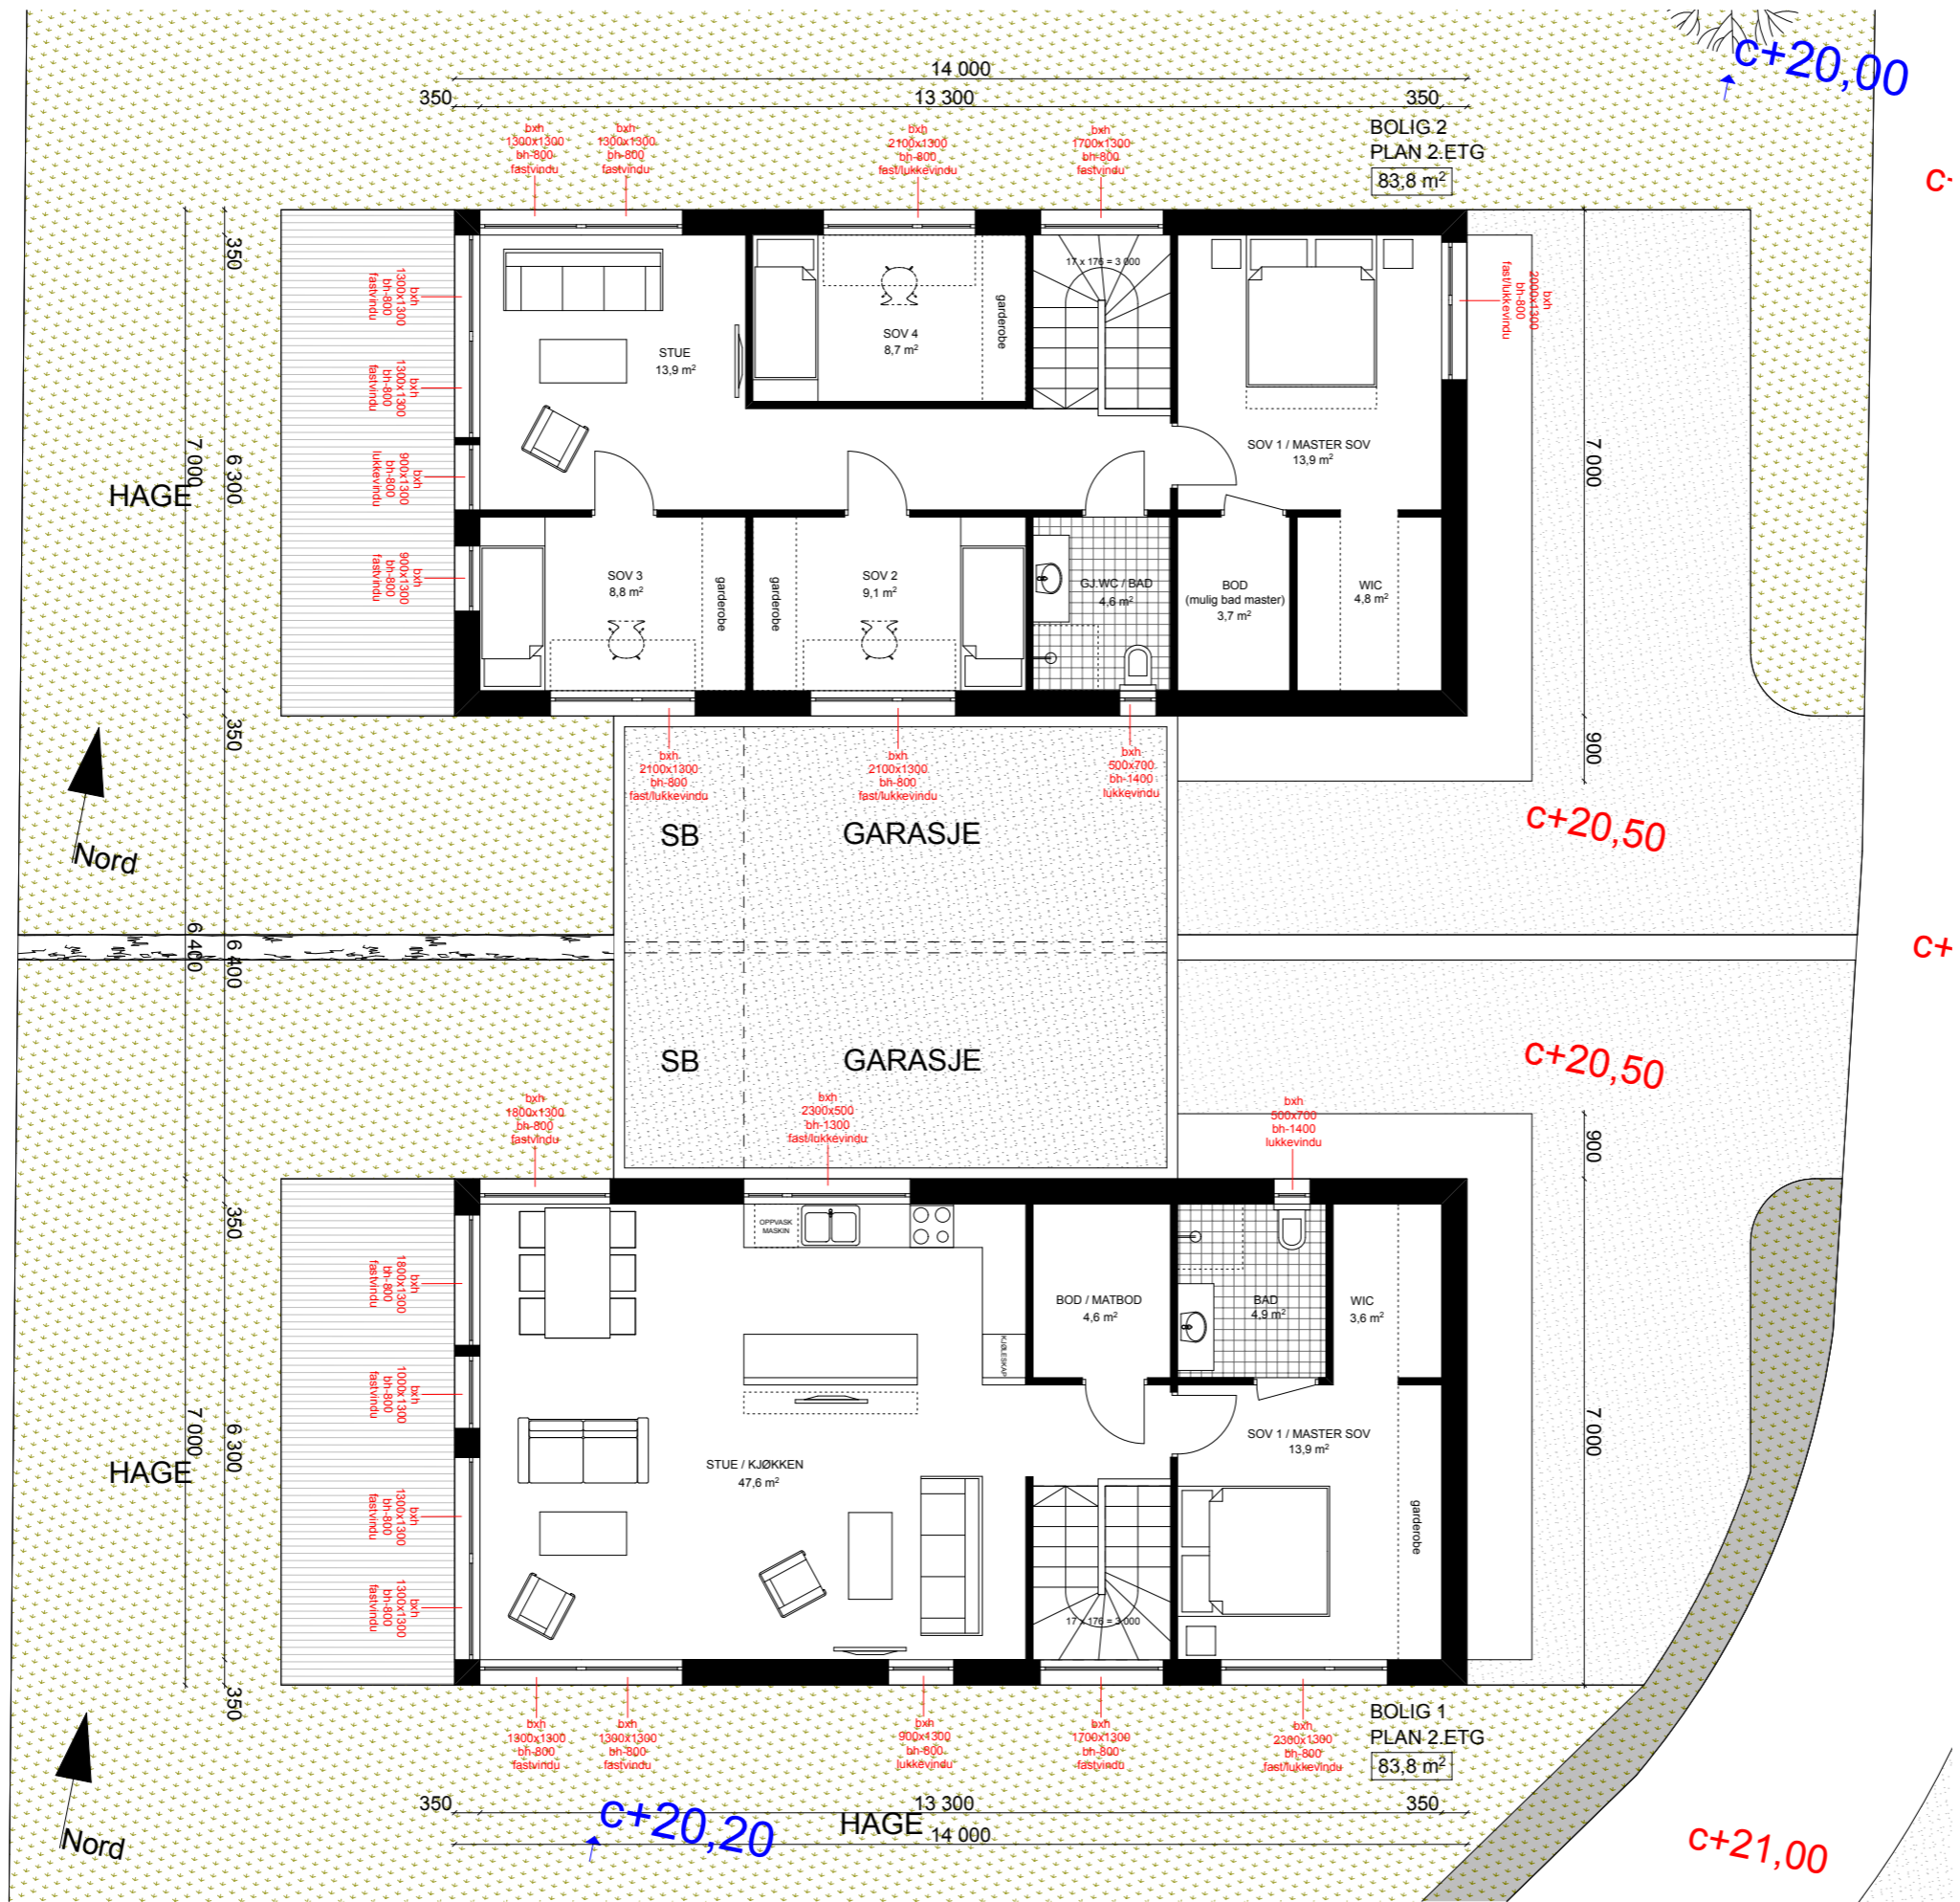 c+20,00
14 000
350
13 300
350
BOLIG 2
PLAN 2.ETG
83,8 m²
bxh
1300x1300
bh-800
fastvindu
bxh
1300x1300
bh-800
fastvindu
bxh
2100x1300
bh-800
fast/lukkevindu
bxh
1700x1300
bh-800
fastvindu
350
7 000
6 300
350
HAGE
bxh
1300x1300
bh-800
fastvindu
bxh
1300x1300
bh-800
fastvindu
bxh
900x1300
bh-800
lukkevindu
bxh
900x1300
bh-800
fastvindu
STUE
13,9 m²
SOV 4
8,7 m²
garderobe
17 x 176 = 3 000
SOV 1 / MASTER SOV
13,9 m²
bxh
2000x1300
bh-800
fast/lukkevindu
7 000
900
SOV 3
8,8 m²
garderobe
garderobe
SOV 2
9,1 m²
GJ.WC / BAD
4,6 m²
BOD
(mulig bad master)
3,7 m²
WIC
4,8 m²
bxh
2100x1300
bh-800
fast/lukkevindu
bxh
2100x1300
bh-800
fast/lukkevindu
bxh
500x700
bh-1400
lukkevindu
Nord
SB
GARASJE
c+20,50
6 400
6 400
c+
SB
GARASJE
c+20,50
bxh
1800x1300
bh-800
fastvindu
bxh
2300x500
bh-1300
fast/lukkevindu
bxh
500x700
bh-1400
lukkevindu
900
350
7 000
6 300
350
HAGE
bxh
1800x1300
bh-800
fastvindu
bxh
1000x1300
bh-800
fastvindu
bxh
1300x1300
bh-800
fastvindu
bxh
1300x1300
bh-800
fastvindu
OPPVASK
MASKIN
KJØLESKAP
BOD / MATBOD
4,6 m²
BAD
4,9 m²
WIC
3,6 m²
STUE / KJØKKEN
47,6 m²
SOV 1 / MASTER SOV
13,9 m²
garderobe
17 x 176 = 3 000
7 000
bxh
1300x1300
bh-800
fastvindu
bxh
1300x1300
bh-800
fastvindu
bxh
900x1300
bh-800
lukkevindu
bxh
1700x1300
bh-800
fastvindu
bxh
2300x1300
bh-800
fast/lukkevindu
BOLIG 1
PLAN 2.ETG
83,8 m²
350
13 300
350
c+20,20
HAGE
14 000
Nord
c+21,00